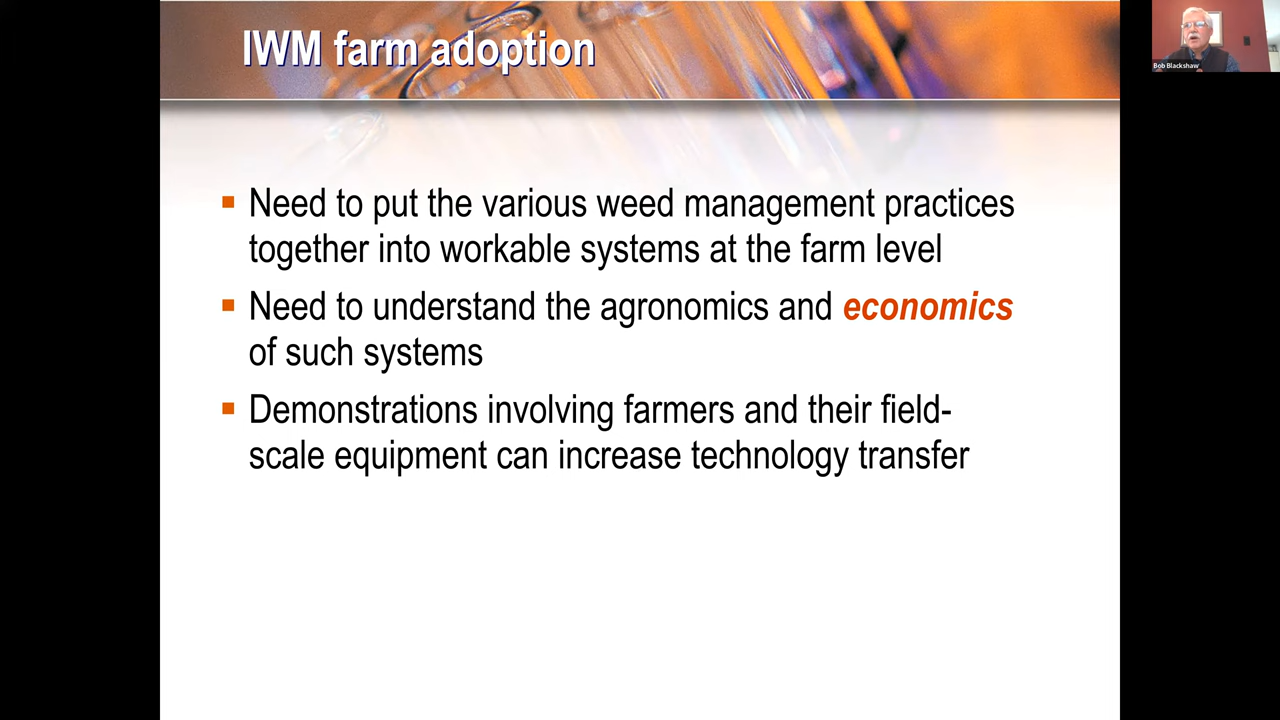 IWM farm adoption
Bob Blackshaw
Need to put the various weed management practices
together into workable systems at the farm level
Need to understand the agronomics and economics
of such systems
Demonstrations involving farmers and their field-
scale equipment can increase technology transfer